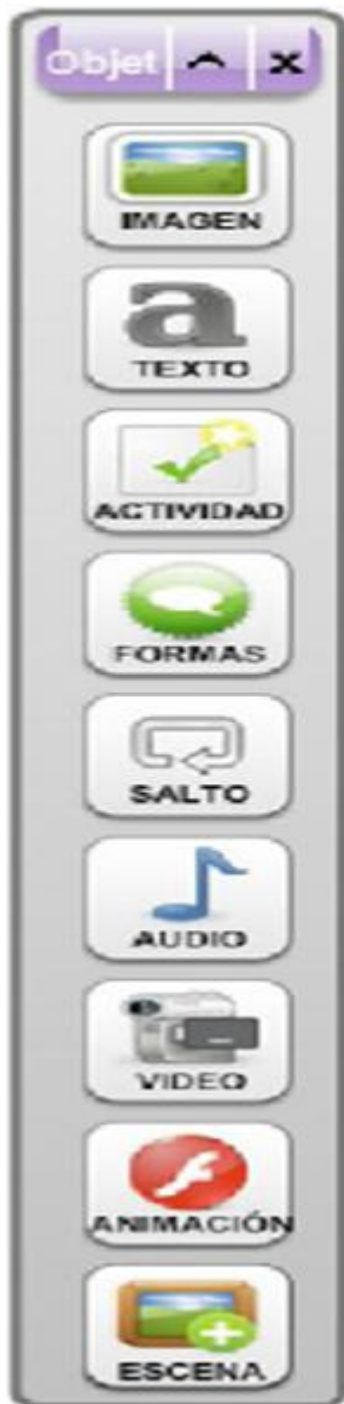 Objet ^ x
IMAGEN
a
TEXTO
ACTIVIDAD
FORMAS
SALTO
AUDIO
VIDEO
ANIMACIÓN
ESCENA